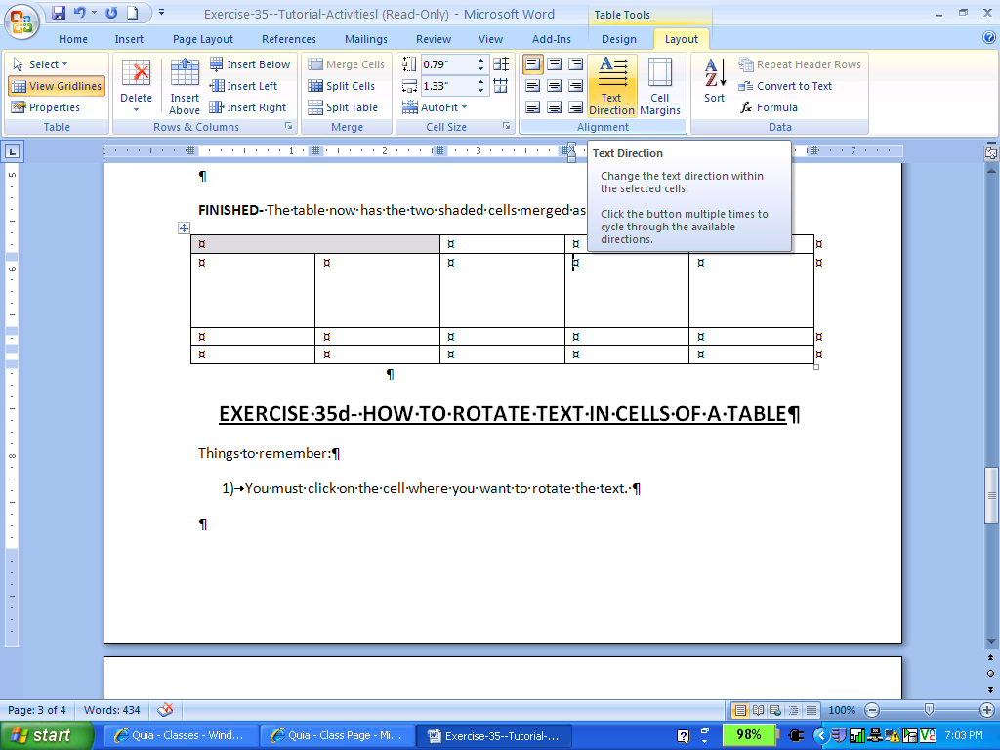 Exercise-35--Tutorial-Activitiesl (Read-Only) - Microsoft Word
Table Tools
Home Insert Page Layout References Mailings Review View Add-Ins Design Layout
Select
View Gridlines
Properties
Table
Delete
Insert Above
Insert Below
Insert Left
Insert Right
Rows & Columns
Merge Cells
Split Cells
Split Table
Merge
0.79"
1.33"
AutoFit
Cell Size
Text Direction
Cell Margins
Alignment
Sort
Repeat Header Rows
Convert to Text
Formula
Data
1 1 2 3 7
Text Direction
Change the text direction within
the selected cells.
Click the button multiple times to
cycle through the available
directions.
¶
FINISHED-·The·table·now·has·the·two·shaded·cells·merged·as
¤ ¤ ¤ ¤
¤ ¤ ¤ ¤ ¤ ¤
¤ ¤ ¤ ¤ ¤ ¤
¤ ¤ ¤ ¤ ¤ ¤
¶
EXERCISE·35d-·HOW·TO·ROTATE·TEXT·IN·CELLS·OF·A·TABLE¶
Things·to·remember:¶
1)→You·must·click·on·the·cell·where·you·want·to·rotate·the·text.·¶
¶
Page: 3 of 4 Words: 434 100%
start Quia - Classes - Wind... Quia - Class Page - Mi... Exercise-35--Tutorial-... 98% 7:03 PM